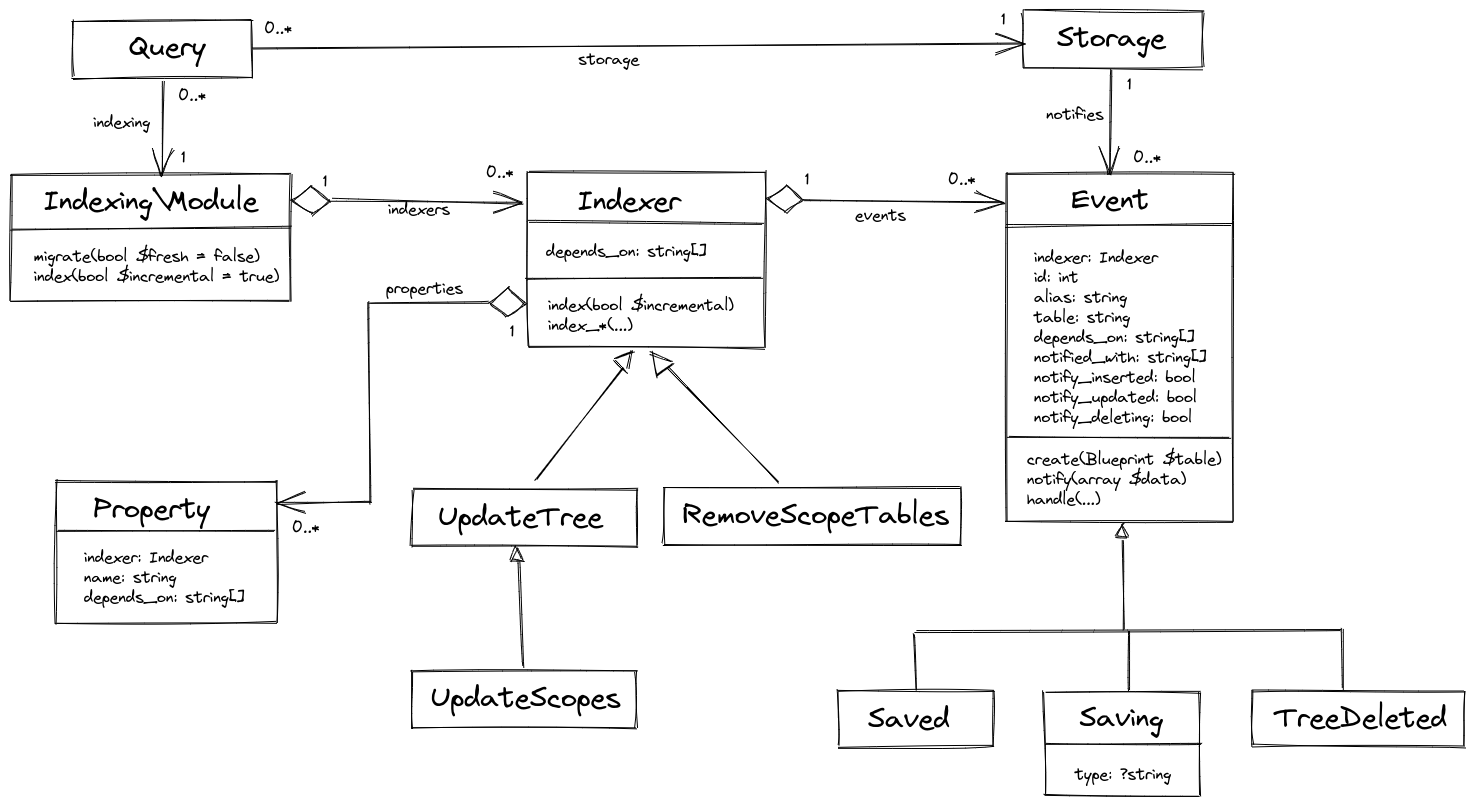 Query
0..*
storage
1
Storage
indexing
0..*
1
notifies
1
0..*
Indexing\Module
migrate(bool $fresh = false)
index(bool $incremental = true)
1
indexers
0..*
Indexer
depends_on: string[]
index(bool $incremental)
index_*(...)
1
events
0..*
Event
indexer: Indexer
id: int
alias: string
table: string
depends_on: string[]
notified_with: string[]
notify_inserted: bool
notify_updated: bool
notify_deleting: bool
create(Blueprint $table)
notify(array $data)
handle(...)
properties
1
0..*
Property
indexer: Indexer
name: string
depends_on: string[]
UpdateTree
RemoveScopeTables
UpdateScopes
Saved
Saving
type: ?string
TreeDeleted